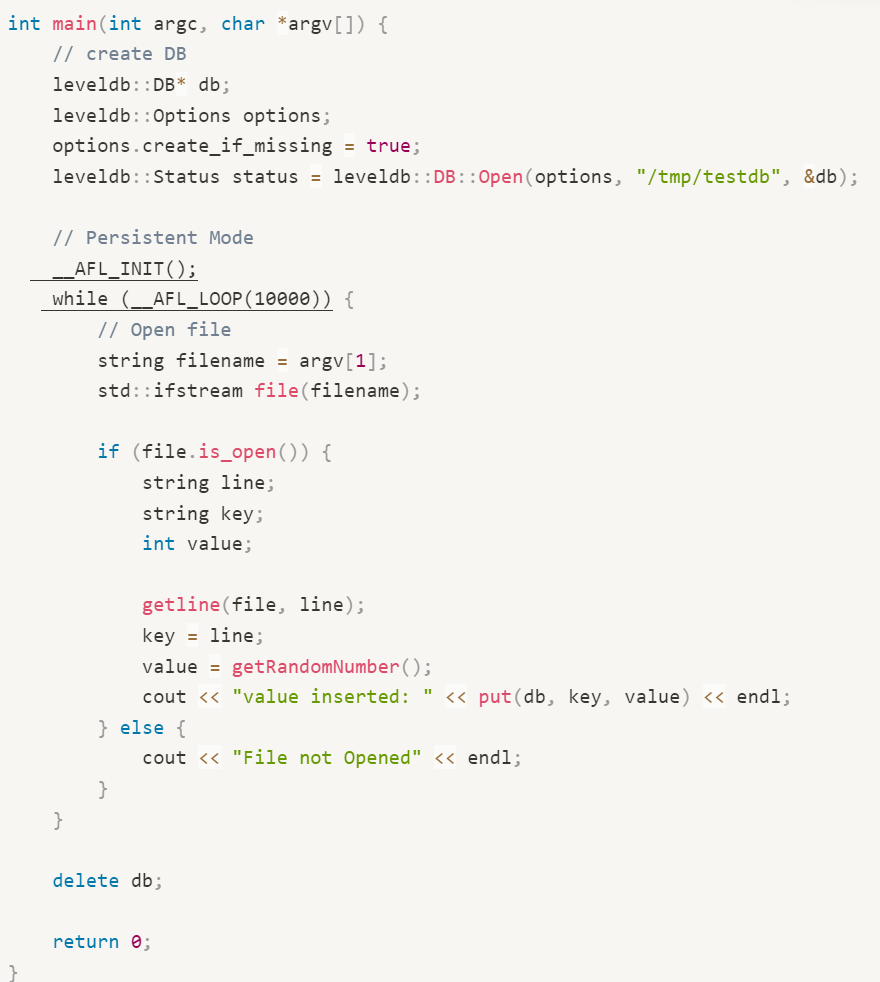 int main(int argc, char *argv[]) {
    // create DB
    leveldb::DB* db;
    leveldb::Options options;
    options.create_if_missing = true;
    leveldb::Status status = leveldb::DB::Open(options, "/tmp/testdb", &db);

    // Persistent Mode
    __AFL_INIT();
    while (__AFL_LOOP(10000)) {
        // Open file
        string filename = argv[1];
        std::ifstream file(filename);

        if (file.is_open()) {
            string line;
            string key;
            int value;

            getline(file, line);
            key = line;
            value = getRandomNumber();
            cout << "value inserted: " << put(db, key, value) << endl;
        } else {
            cout << "File not Opened" << endl;
        }
    }

    delete db;

    return 0;
}